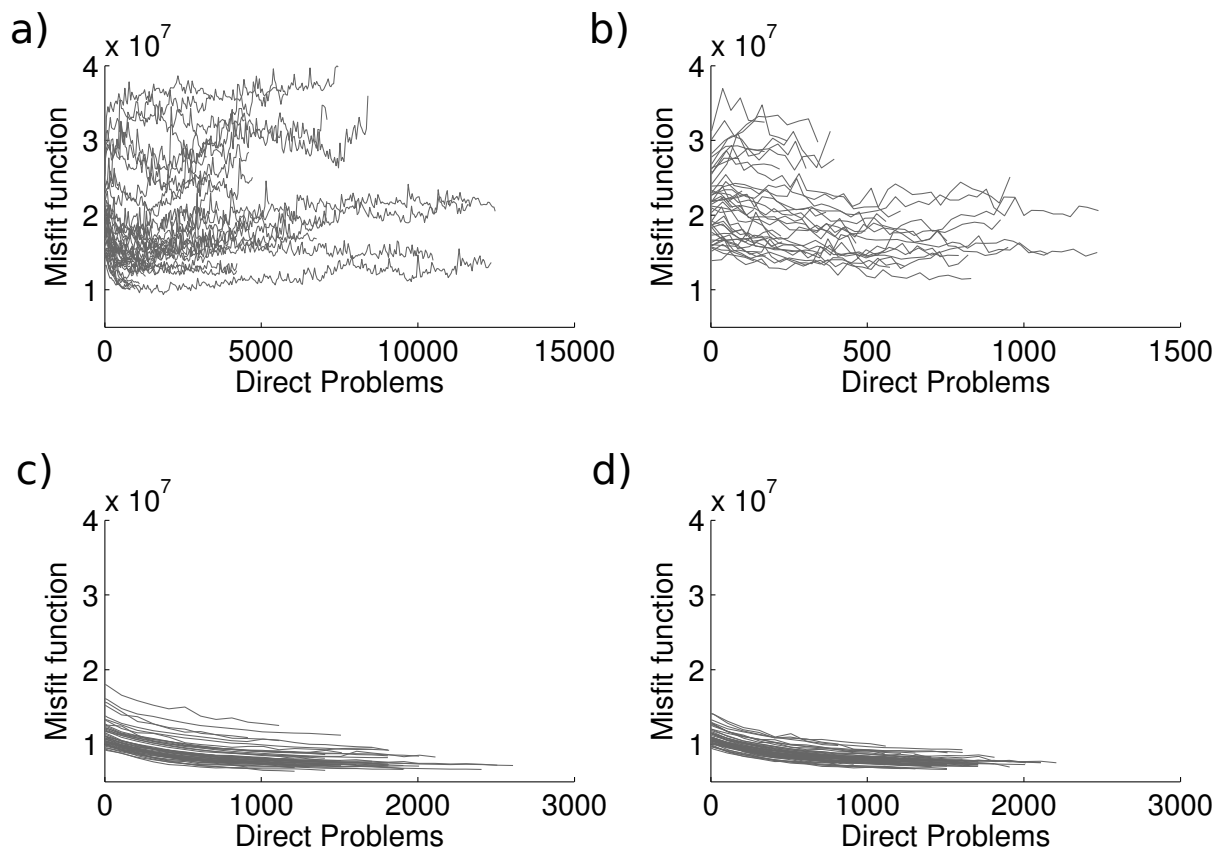 a)
x 10^7
4
3
2
1
Misfit function
0 5000 10000 15000
Direct Problems
b)
x 10^7
4
3
2
1
Misfit function
0 500 1000 1500
Direct Problems
c)
x 10^7
4
3
2
1
Misfit function
0 1000 2000 3000
Direct Problems
d)
x 10^7
4
3
2
1
Misfit function
0 1000 2000 3000
Direct Problems